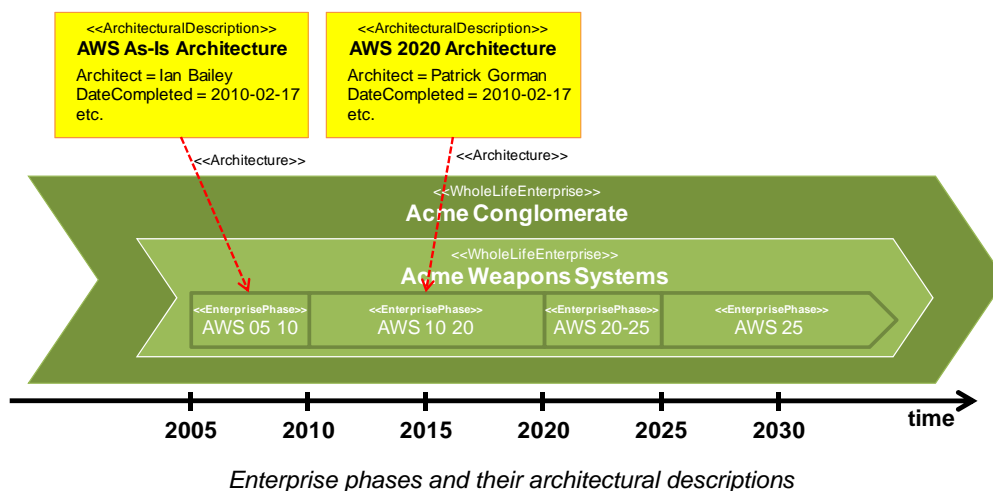 <<ArchitecturalDescription>>
AWS As-Is Architecture
Architect = Ian Bailey
DateCompleted = 2010-02-17
etc.
<<ArchitecturalDescription>>
AWS 2020 Architecture
Architect = Patrick Gorman
DateCompleted = 2010-02-17
etc.
<<Architecture>>
<<Architecture>>
<<WholeLifeEnterprise>>
Acme Conglomerate
<<WholeLifeEnterprise>>
Acme Weapons Systems
<<EnterprisePhase>>
AWS 05 10
<<EnterprisePhase>>
AWS 10 20
<<EnterprisePhase>>
AWS 20-25
<<EnterprisePhase>>
AWS 25
time
2005 2010 2015 2020 2025 2030
Enterprise phases and their architectural descriptions